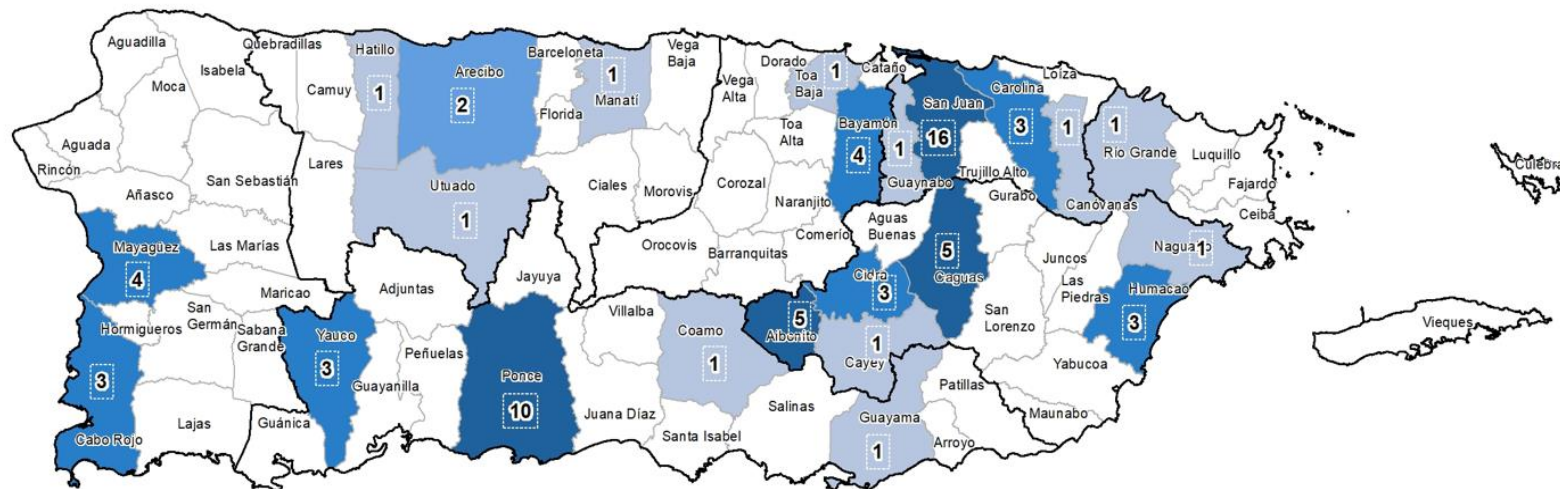 Aguadilla
Quebradillas
Hatillo
Isabela
Moca
Camuy
1
Arecibo
2
Barceloneta
1
Manatí
Florida
Vega
Baja
Vega
Alta
Dorado
Toa
Baja
1
Cataño
Toa
Alta
Bayamón
4
1
Guaynabo
San Juan
16
Carolina
3
Loíza
Trujillo Alto
1
Canóvanas
1
Rio Grande
Luquillo
Fajardo
Ceiba
Culebra
Aguada
Rincón
Añasco
San Sebastián
Lares
Utuado
1
Ciales
Morovis
Corozal
Naranjito
Comerío
Aguas
Buenas
Gurabo
Naguabo
1
Mayagüez
4
Las Marías
Maricao
Adjuntas
Jayuya
Orocovis
Barranquitas
Cidra
3
5
Caguas
Juncos
Las
Piedras
Humacao
3
San
Lorenzo
Hormigueros
San
Germán
Sabana
Grande
Yauco
3
Peñuelas
Guayanilla
Ponce
10
Villalba
Coamo
1
5
Aibonito
1
Cayey
Vieques
Yabucoa
3
Cabo Rojo
Lajas
Guánica
Juana Díaz
Santa Isabel
Salinas
Guayama
1
Patillas
Arroyo
Maunabo